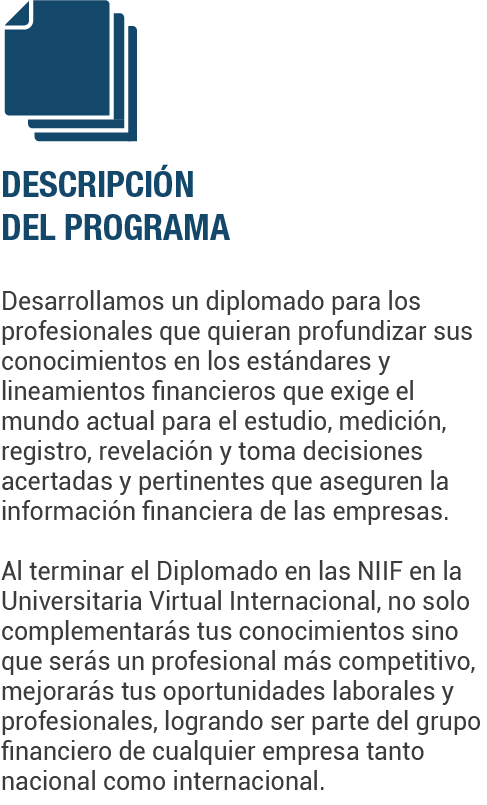 DESCRIPCIÓN
DEL PROGRAMA
Desarrollamos un diplomado para los
profesionales que quieran profundizar sus
conocimientos en los estándares y
lineamientos financieros que exige el
mundo actual para el estudio, medición,
registro, revelación y toma decisiones
acertadas y pertinentes que aseguren la
información financiera de las empresas.
Al terminar el Diplomado en las NIIF en la
Universitaria Virtual Internacional, no solo
complementarás tus conocimientos sino
que serás un profesional más competitivo,
mejorarás tus oportunidades laborales y
profesionales, logrando ser parte del grupo
financiero de cualquier empresa tanto
nacional como internacional.